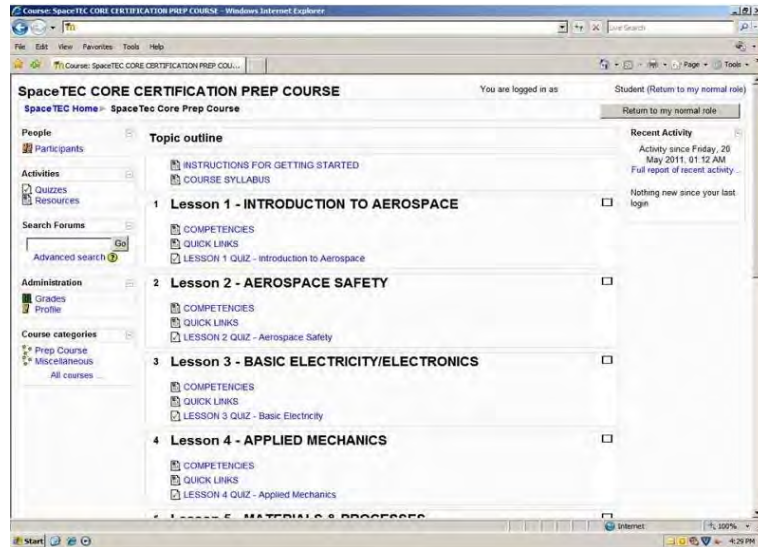 Course: SpaceTEC CORE CERTIFICATION PREP COURSE - Windows Internet Explorer
Live Search
File Edit View Favorites Tools Help
Course: SpaceTEC CORE CERTIFICATION PREP COU...
Page Tools
SpaceTEC CORE CERTIFICATION PREP COURSE
You are logged in as
Student (Return to my normal role)
SpaceTEC Home SpaceTec Core Prep Course
Return to my normal role
People
Participants
Activities
Quizzes
Resources
Search Forums
Go
Advanced search
Administration
Grades
Profile
Course categories
Prep Course
Miscellaneous
All courses ...
Topic outline
INSTRUCTIONS FOR GETTING STARTED
COURSE SYLLABUS
1 Lesson 1 - INTRODUCTION TO AEROSPACE
COMPETENCIES
QUICK LINKS
LESSON 1 QUIZ - Introduction to Aerospace
2 Lesson 2 - AEROSPACE SAFETY
COMPETENCIES
QUICK LINKS
LESSON 2 QUIZ - Aerospace Safety
3 Lesson 3 - BASIC ELECTRICITY/ELECTRONICS
COMPETENCIES
QUICK LINKS
LESSON 3 QUIZ - Basic Electricity
4 Lesson 4 - APPLIED MECHANICS
COMPETENCIES
QUICK LINKS
LESSON 4 QUIZ - Applied Mechanics
Lesson 5 - MATERIALS & PROCESSES
Recent Activity
Activity since Friday, 20
May 2011, 01:12 AM
Full report of recent activity...
Nothing new since your last
login
Internet
100%
Start
4:29 PM